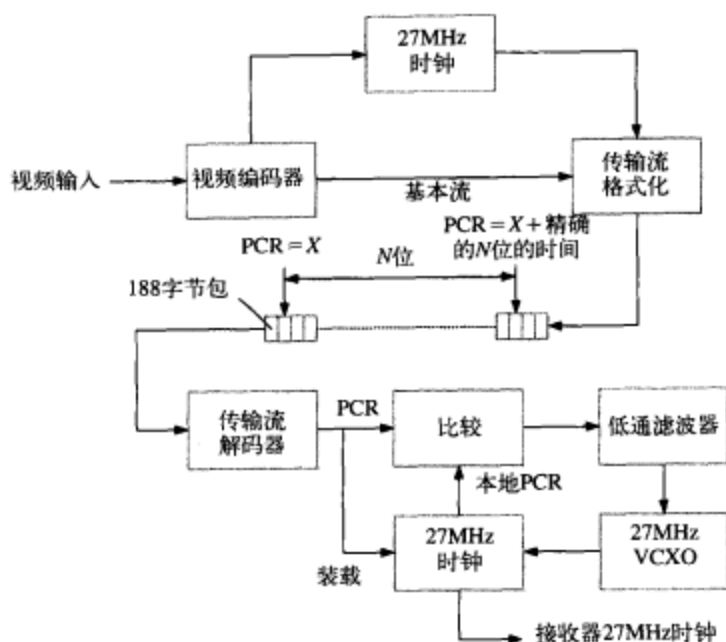 27MHz
时钟
视频输入
视频编码器
基本流
传输流
格式化
PCR=X
N位
PCR=X+精确
的N位的时间
188字节包
传输流
解码器
PCR
比较
低通滤波器
本地PCR
装载
27MHz
时钟
27MHz
VCXO
接收器27MHz时钟